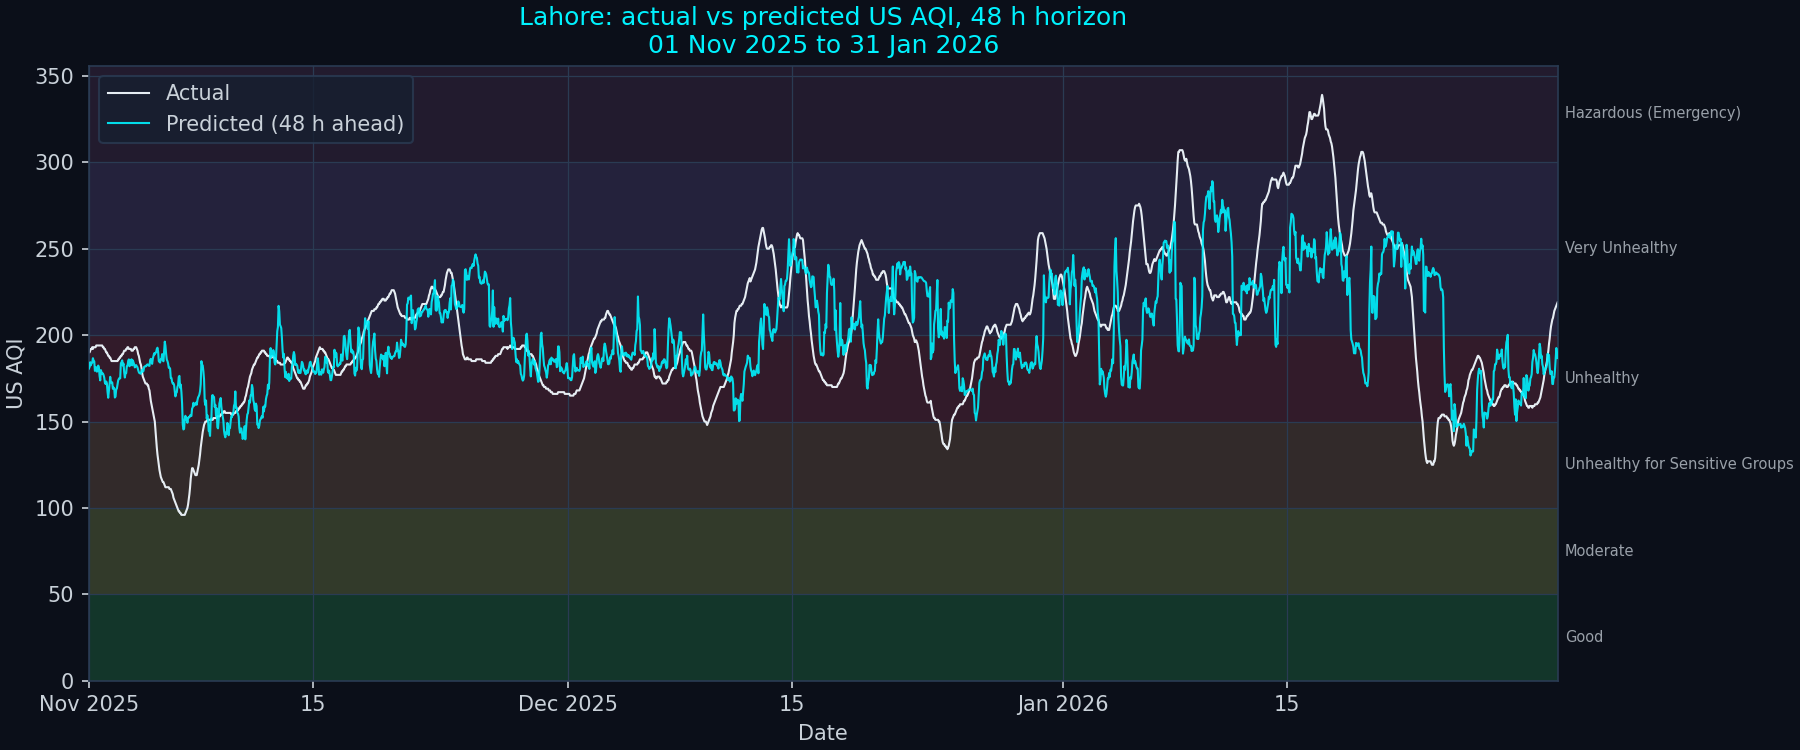 Lahore: actual vs predicted US AQI, 48 h horizon
01 Nov 2025 to 31 Jan 2026
Actual
Predicted (48 h ahead)
US AQI
350
300
250
200
150
100
50
0
Hazardous (Emergency)
Very Unhealthy
Unhealthy
Unhealthy for Sensitive Groups
Moderate
Good
Nov 2025
15
Dec 2025
15
Jan 2026
15
Date